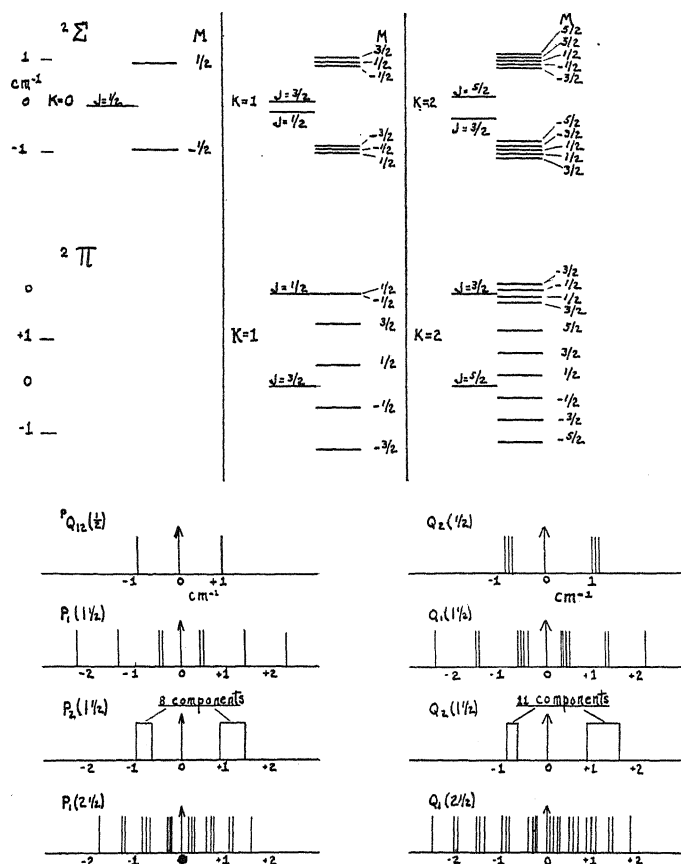 ²Σ
M
1 — ½
cm⁻¹
0 K=0 J=½
-1 — -½
M
3/2
1/2
-1/2
K=1 J=3/2
J=1/2
-3/2
-1/2
1/2
M
5/2
3/2
1/2
-1/2
-3/2
K=2 J=5/2
J=3/2
-5/2
-3/2
-1/2
1/2
3/2
²Π
0
+1 —
0
-1 —
J=1/2 1/2
-1/2
K=1 3/2
1/2
J=3/2
-1/2
-3/2
-3/2
J=3/2 -1/2
1/2
3/2
K=2 5/2
3/2
1/2
J=5/2
-1/2
-3/2
-5/2
ᴾQ₁₂(½)
-1 0 +1
cm⁻¹
Q₂(½)
-1 0 1
cm⁻¹
P₁(1½)
-2 -1 0 +1 +2
Q₁(1½)
-2 -1 0 +1 +2
P₂(1½) 8 components
-2 -1 0 +1 +2
Q₂(1½) 11 components
-2 -1 0 +1 +2
P₁(2½)
-2 -1 +1 +2
Q₁(2½)
-2 -1 0 +1 +2